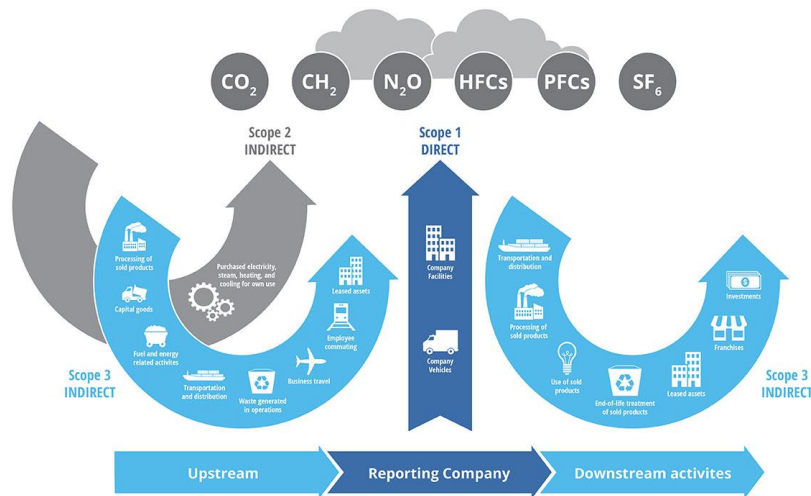 CO₂
CH₂
N₂O
HFCs
PFCs
SF₆
Scope 2
INDIRECT
Scope 1
DIRECT
Processing of
sold products
Capital goods
Fuel and energy
related activities
Transportation
and distribution
Waste generated
in operations
Business travel
Employee
commuting
Leased assets
Purchased electricity,
steam, heating, and
cooling for own use
Scope 3
INDIRECT
Company
Facilities
Company
Vehicles
Transportation and
distribution
Processing of
sold products
Use of sold
products
End-of-life treatment
of sold products
Leased assets
Franchises
Investments
Scope 3
INDIRECT
Upstream
Reporting Company
Downstream activites